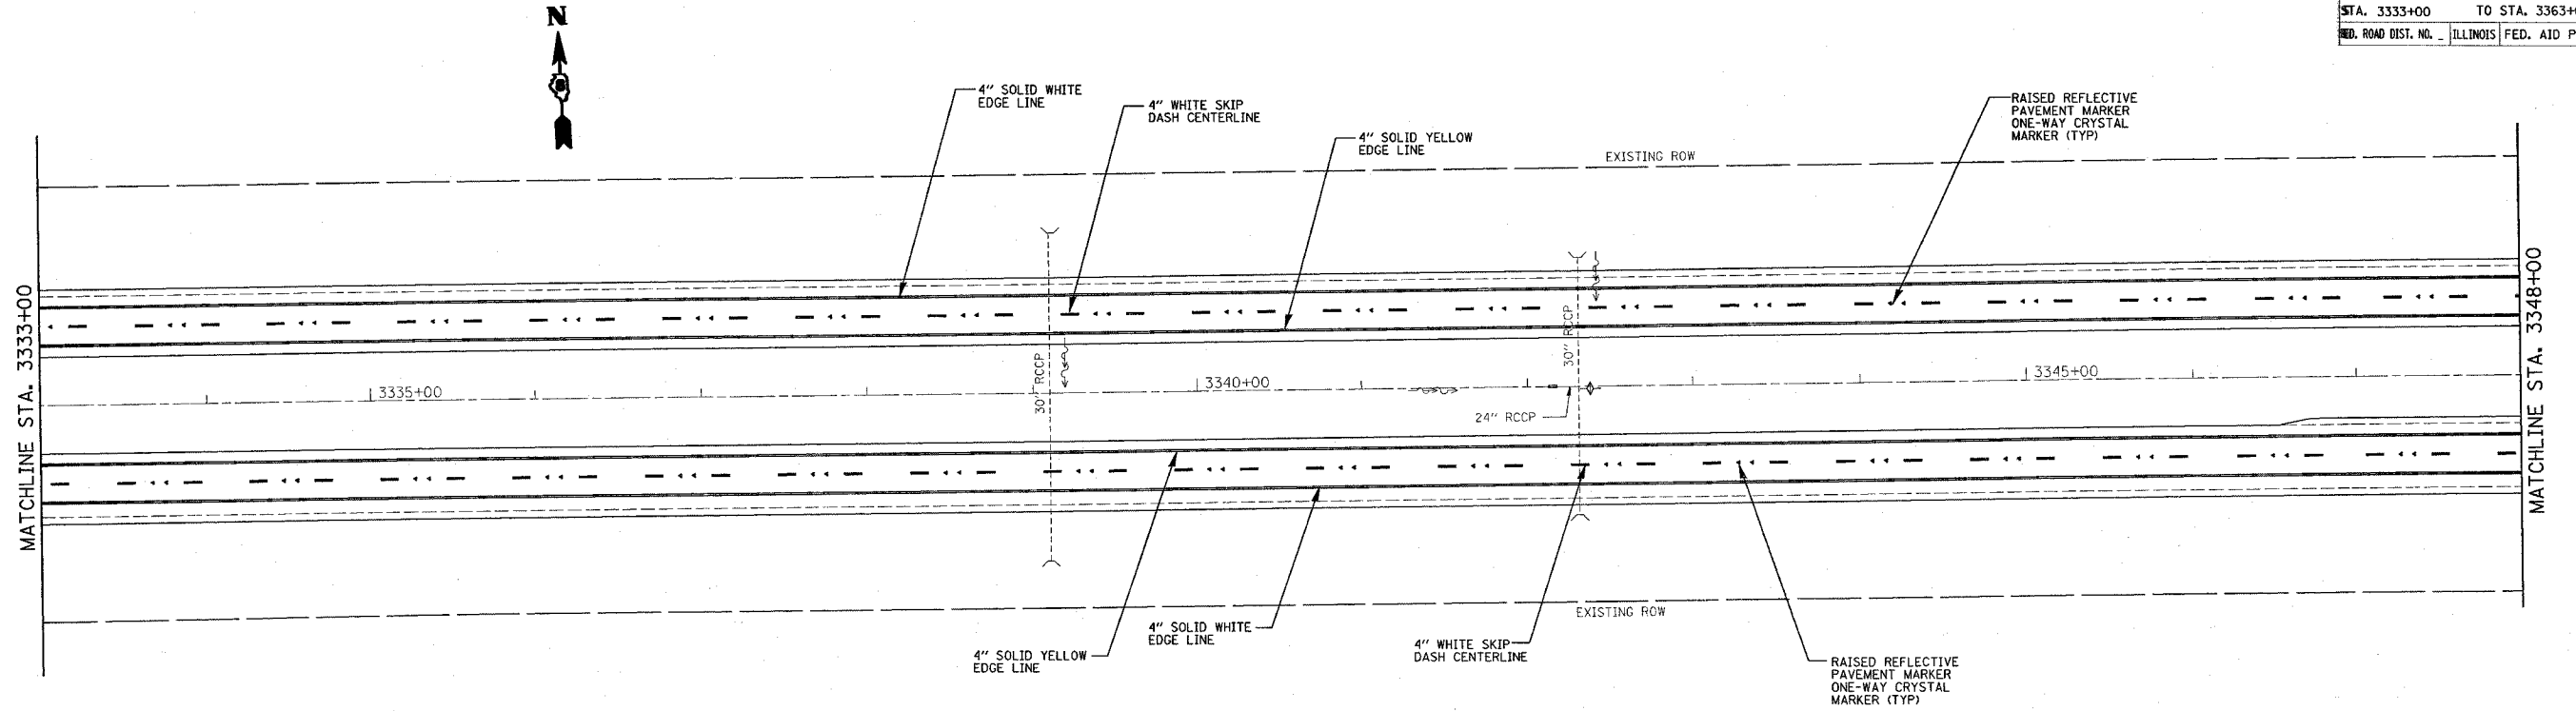 N
STA. 3333+00 TO STA. 3363+
FED. ROAD DIST. NO. _ ILLINOIS FED. AID P
4" SOLID WHITE
EDGE LINE
4" WHITE SKIP
DASH CENTERLINE
4" SOLID YELLOW
EDGE LINE
RAISED REFLECTIVE
PAVEMENT MARKER
ONE-WAY CRYSTAL
MARKER (TYP)
EXISTING ROW
MATCHLINE STA. 3333+00
MATCHLINE STA. 3348+00
30" RCCP
30" RCCP
3335+00
3340+00
3345+00
24" RCCP
EXISTING ROW
4" SOLID YELLOW
EDGE LINE
4" SOLID WHITE
EDGE LINE
4" WHITE SKIP
DASH CENTERLINE
RAISED REFLECTIVE
PAVEMENT MARKER
ONE-WAY CRYSTAL
MARKER (TYP)